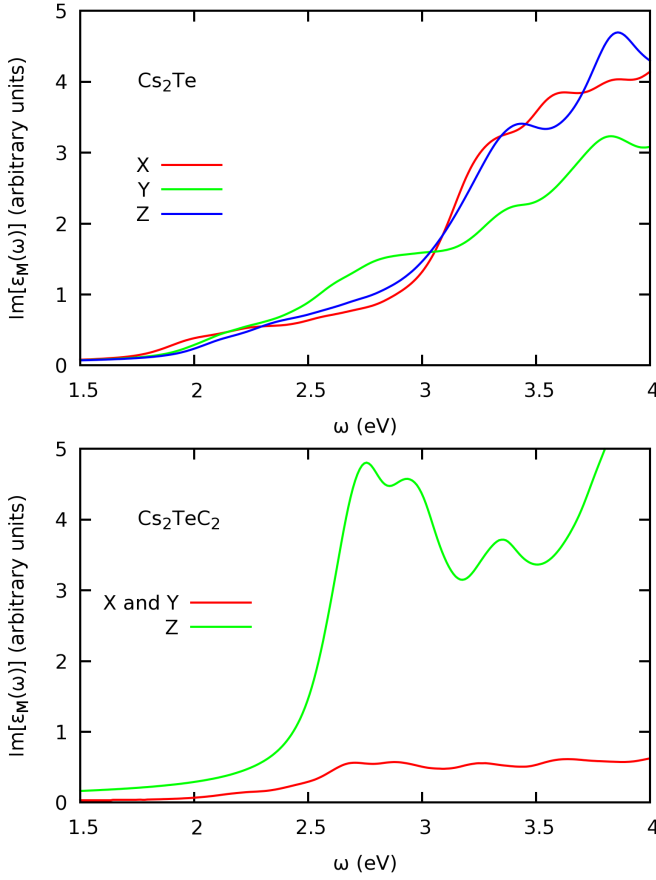 5
4
3
2
1
0
Im[εM(ω)] (arbitrary units)
Cs₂Te
X
Y
Z
1.5 2 2.5 3 3.5 4
ω (eV)
5
4
3
2
1
0
Im[εM(ω)] (arbitrary units)
Cs₂TeC₂
X and Y
Z
1.5 2 2.5 3 3.5 4
ω (eV)